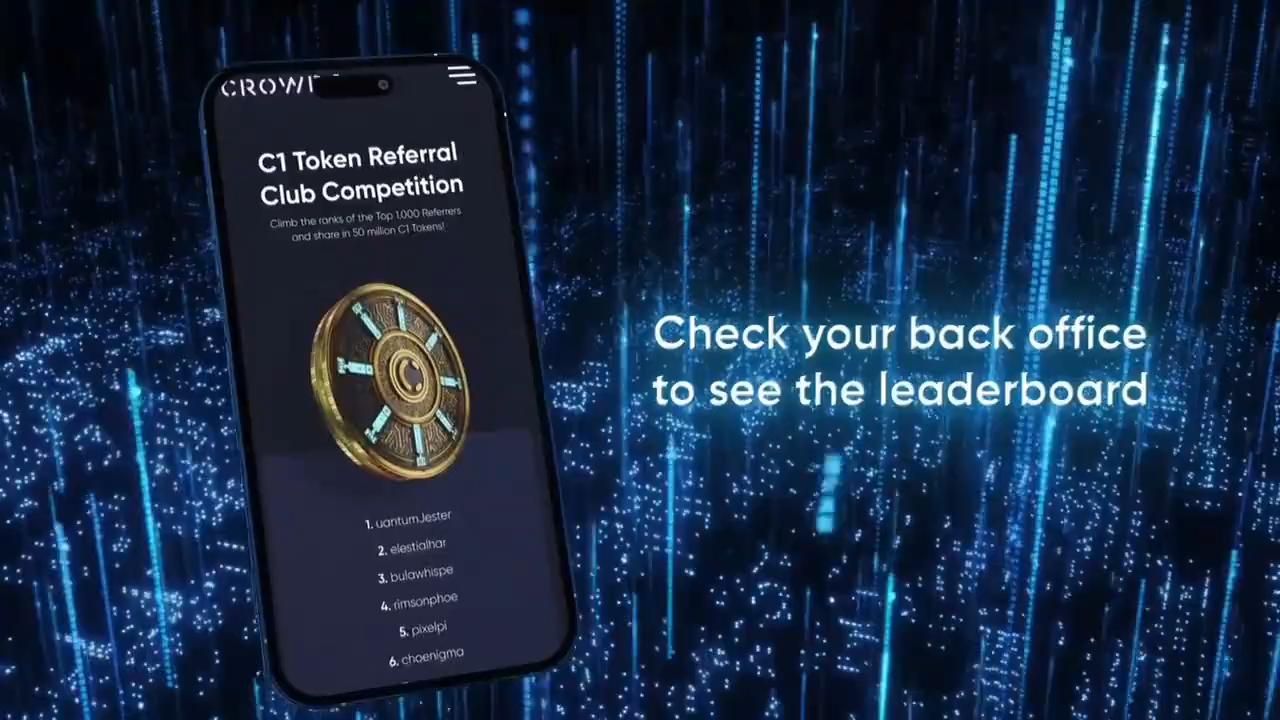 CROWD
C1 Token Referral
Club Competition
Climb the ranks of the Top 1,000 Referrers
and share in 50 million C1 Tokens!
1. uantumJester
2. elestialhar
3. bulawhispe
4. rimsonphoe
5. pixelpi
6. choenigma
Check your back office
to see the leaderboard